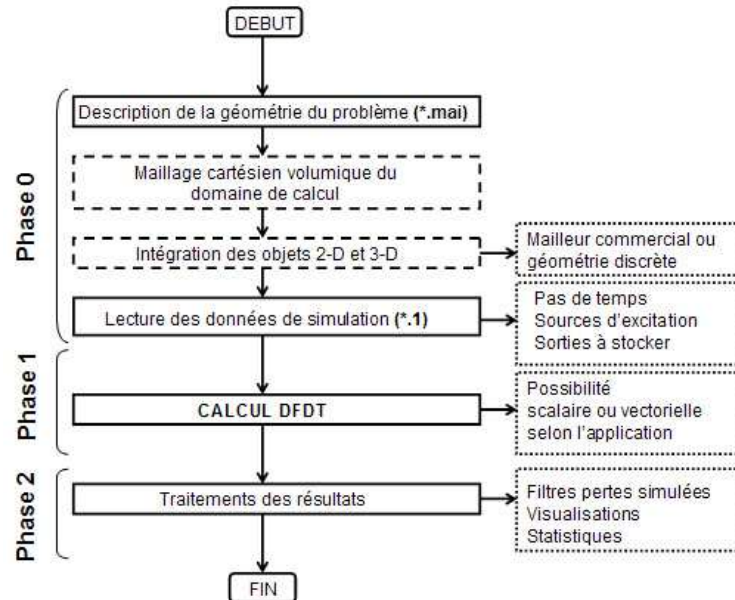 DEBUT
Phase 0
Description de la géométrie du problème (*.mai)
Maillage cartésien volumique du
domaine de calcul
Intégration des objets 2-D et 3-D
Mailleur commercial ou
géométrie discrète
Lecture des données de simulation (*.1)
Pas de temps
Sources d'excitation
Sorties à stocker
Phase 1
CALCUL DFDT
Possibilité
scalaire ou vectorielle
selon l'application
Phase 2
Traitements des résultats
Filtres pertes simulées
Visualisations
Statistiques
FIN